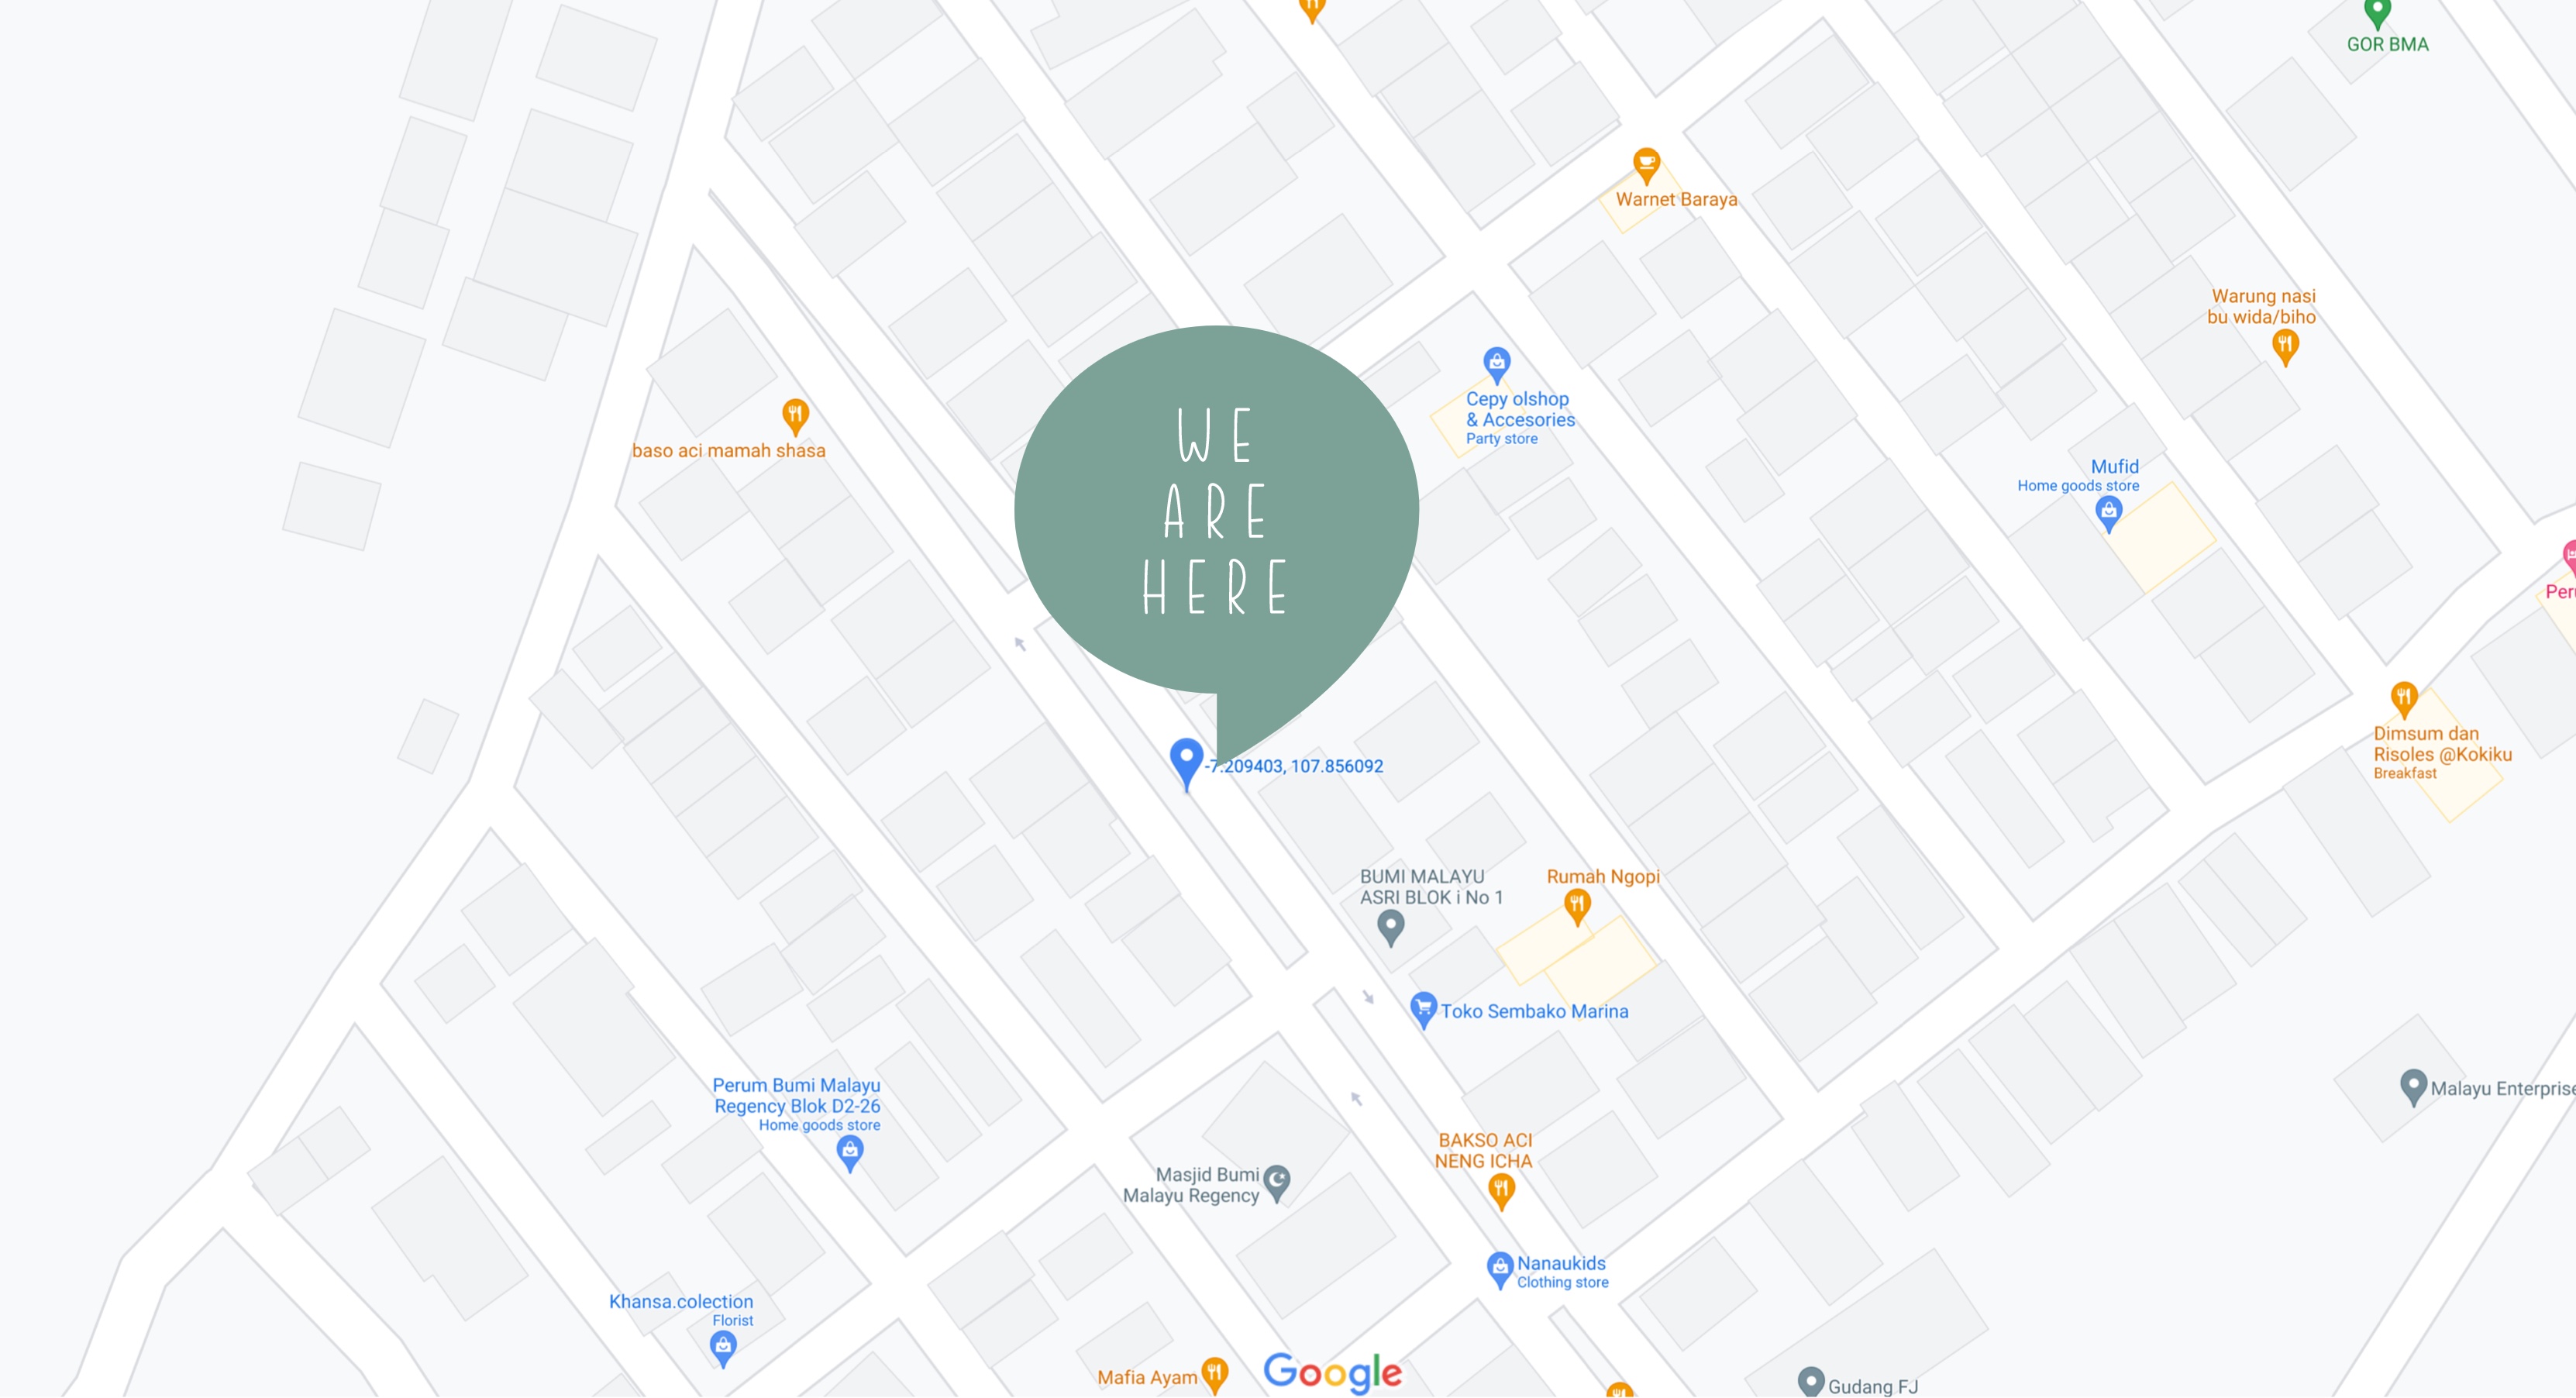 GOR BMA
Warnet Baraya
Warung nasi
bu wida/biho
Cepy olshop
& Accesories
Party store
baso aci mamah shasa
WE
ARE
HERE
Mufid
Home goods store
Dimsum dan
Risoles @Kokiku
Breakfast
-7.209403, 107.856092
BUMI MALAYU
ASRI BLOK i No 1
Rumah Ngopi
Toko Sembako Marina
Perum Bumi Malayu
Regency Blok D2-26
Home goods store
Malayu Enterprise
BAKSO ACI
NENG ICHA
Masjid Bumi
Malayu Regency
Nanaukids
Clothing store
Khansa.colection
Florist
Mafia Ayam
Google
Gudang FJ